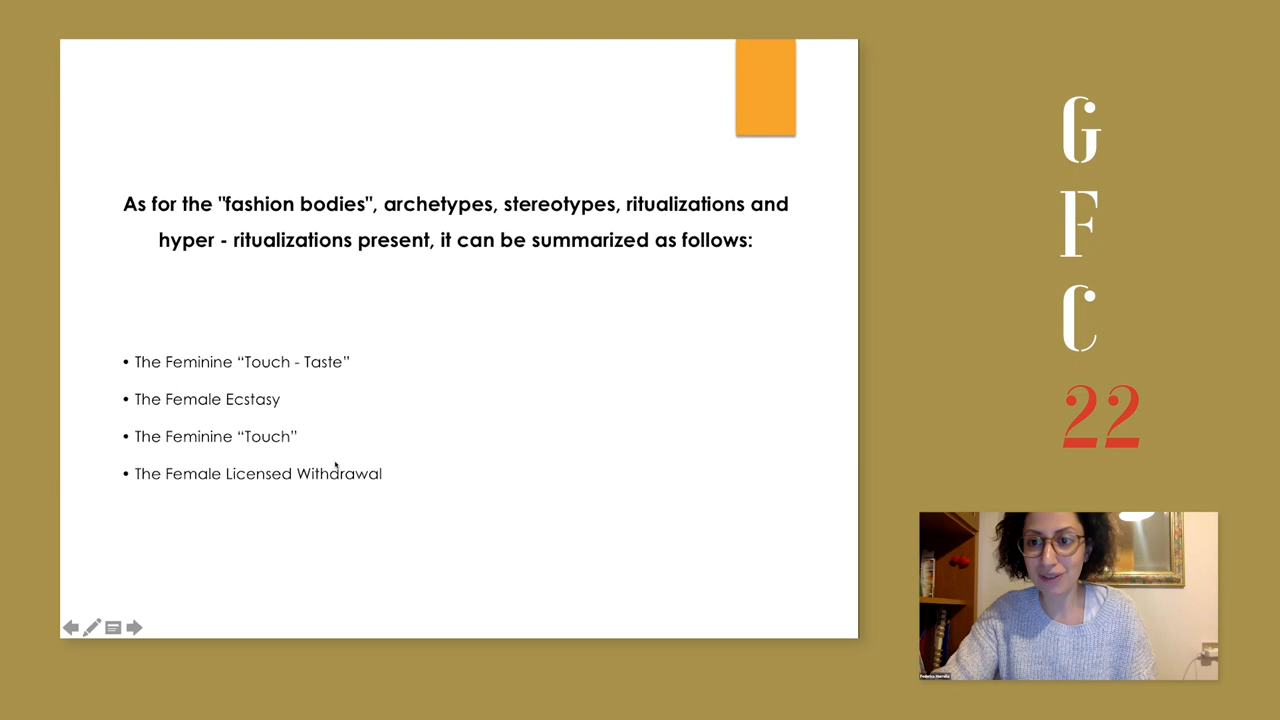 As for the "fashion bodies", archetypes, stereotypes, ritualizations and
hyper - ritualizations present, it can be summarized as follows:
• The Feminine “Touch - Taste”
• The Female Ecstasy
• The Feminine “Touch”
• The Female Licensed Withdrawal
G
F
C
22